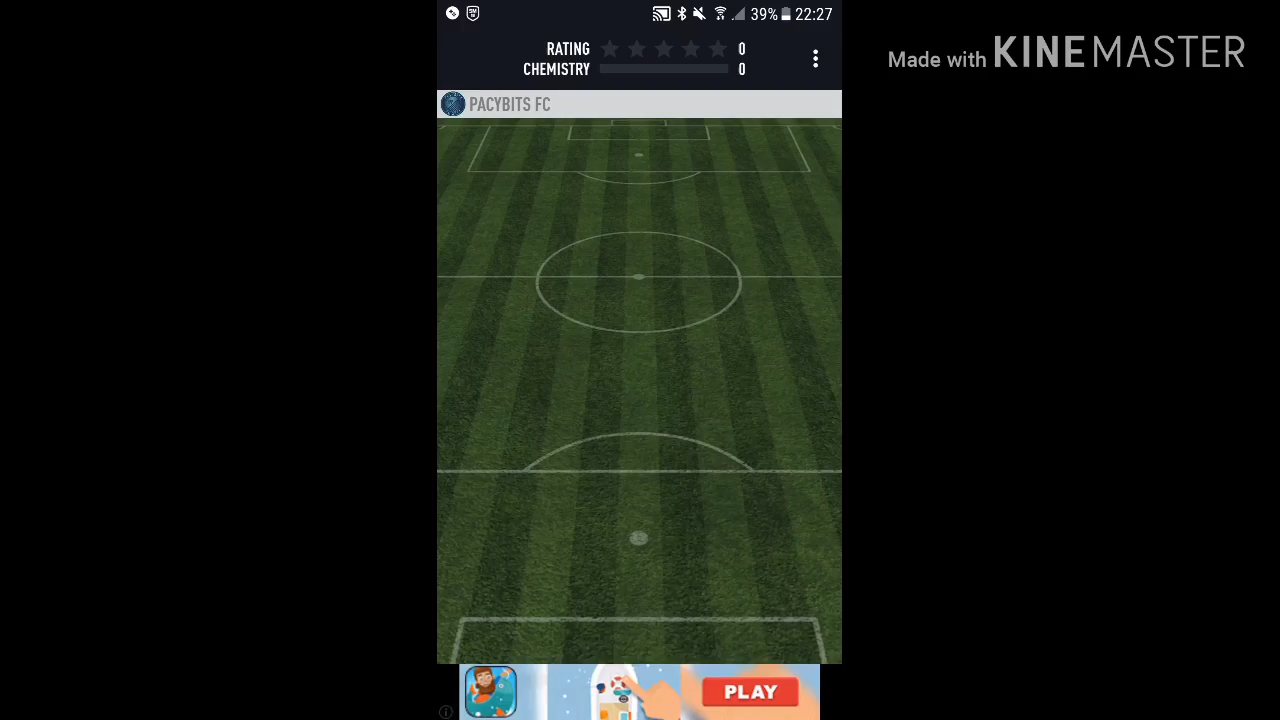 39% 22:27
RATING 0
CHEMISTRY 0
Made with KINEMASTER
PACYBITS FC
PLAY